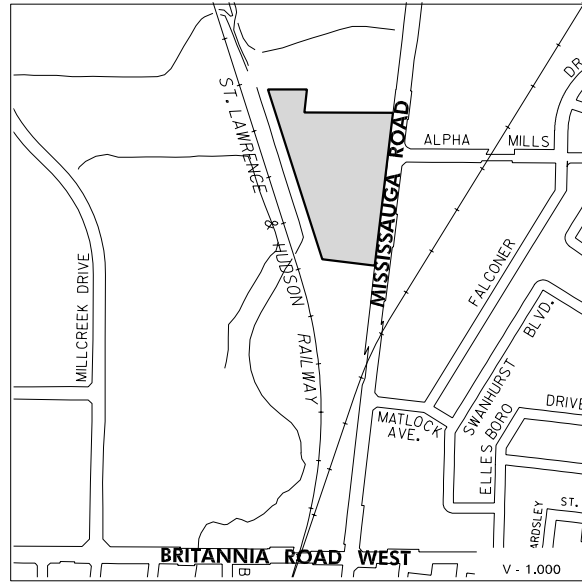 DR
ST. LAWRENCE & HUDSON RAILWAY
MISSISSAUGA ROAD
ALPHA MILLS
MILLCREEK DRIVE
FALCONER
SWANHURST BLVD.
MATLOCK
AVE.
ELLESBORO
DRIVE
ARDSLEY
ST.
BRITANNIA ROAD WEST
B
V - 1.000